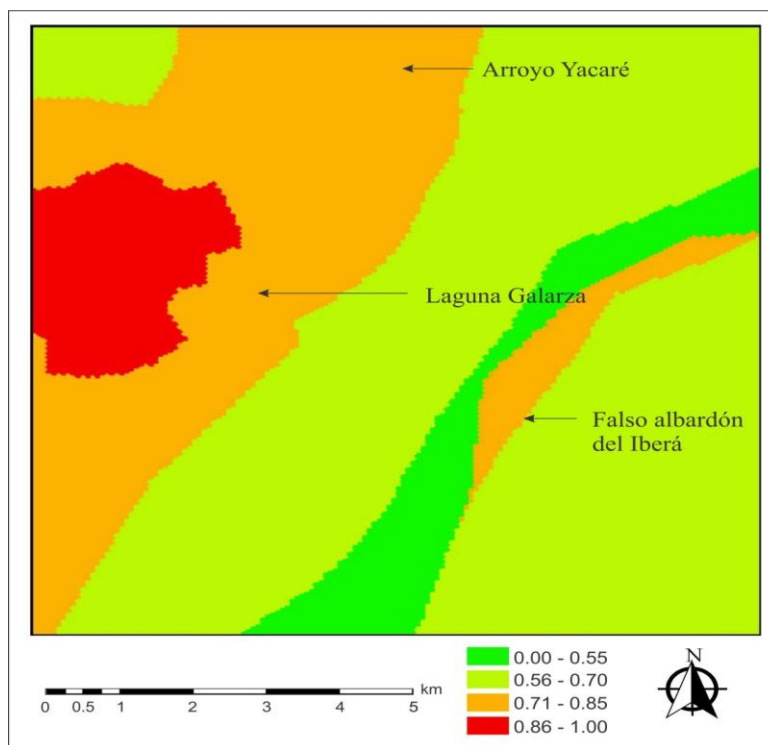 Arroyo Yacaré
Laguna Galarza
Falso albardón
del Iberá
N
0.00 - 0.55
0.56 - 0.70
0.71 - 0.85
0.86 - 1.00
km
0 0.5 1 2 3 4 5